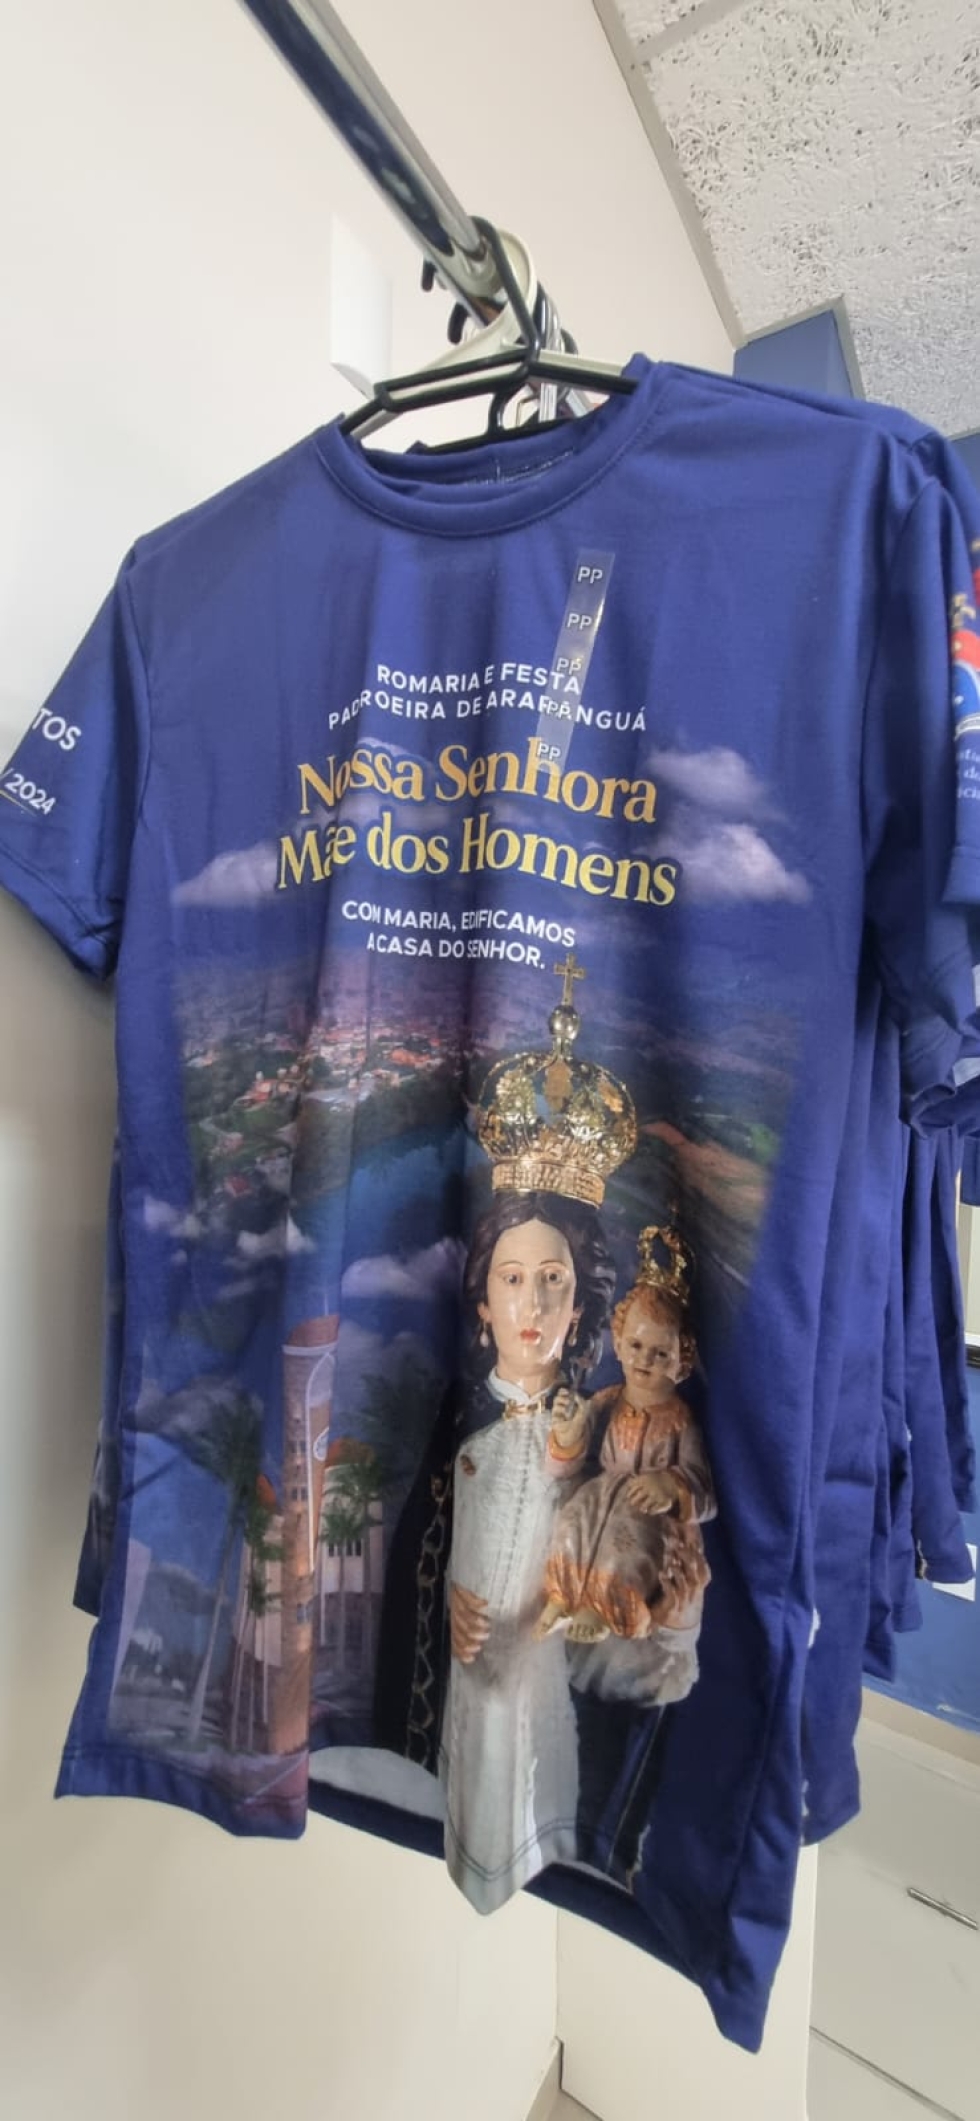 PP
PP
PP
PP
PP
ROMARIA E FESTA
PADROEIRA DE ARARANGUÁ
Nossa Senhora
Mãe dos Homens
COM MARIA, EDIFICAMOS
A CASA DO SENHOR.
TOS
/2024